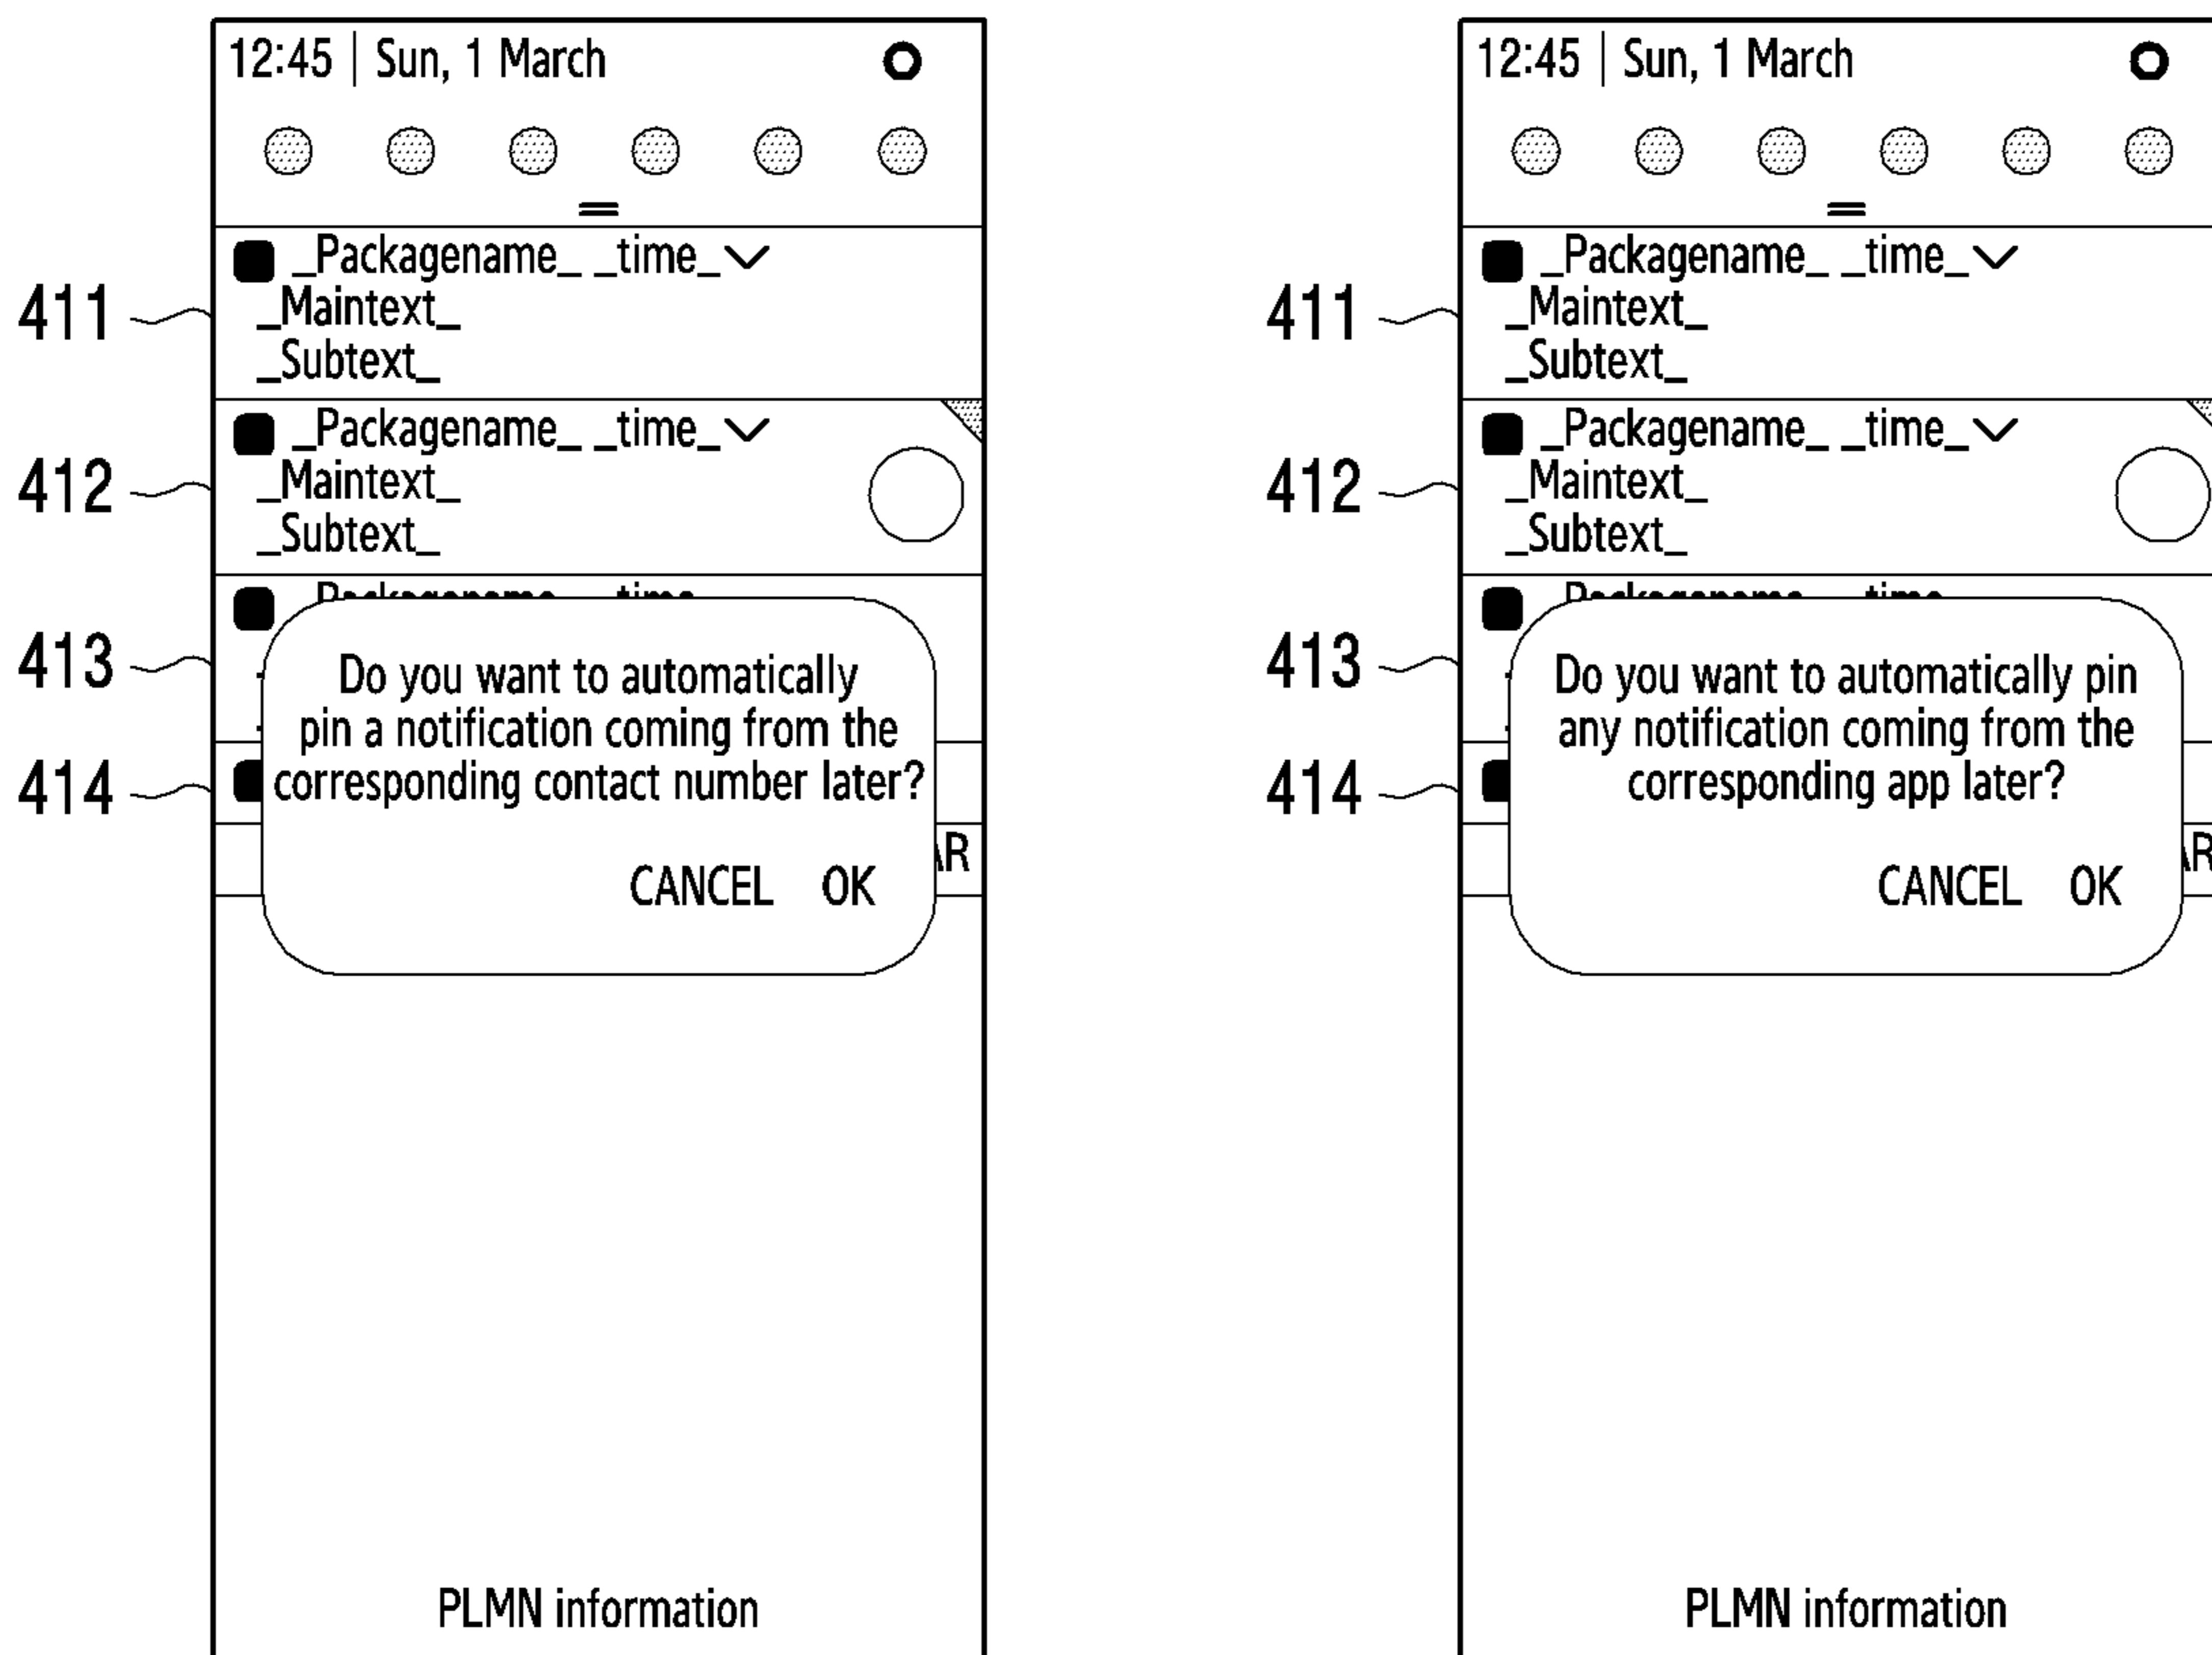 12:45 | Sun, 1 March
_Packagename_ _time_
411
_Maintext_
_Subtext_
_Packagename_ _time_
412
_Maintext_
_Subtext_
413
Do you want to automatically
pin a notification coming from the
414
corresponding contact number later?
CANCEL OK
PLMN information
12:45 | Sun, 1 March
_Packagename_ _time_
411
_Maintext_
_Subtext_
_Packagename_ _time_
412
_Maintext_
_Subtext_
413
Do you want to automatically pin
any notification coming from the
414
corresponding app later?
CANCEL OK
PLMN information